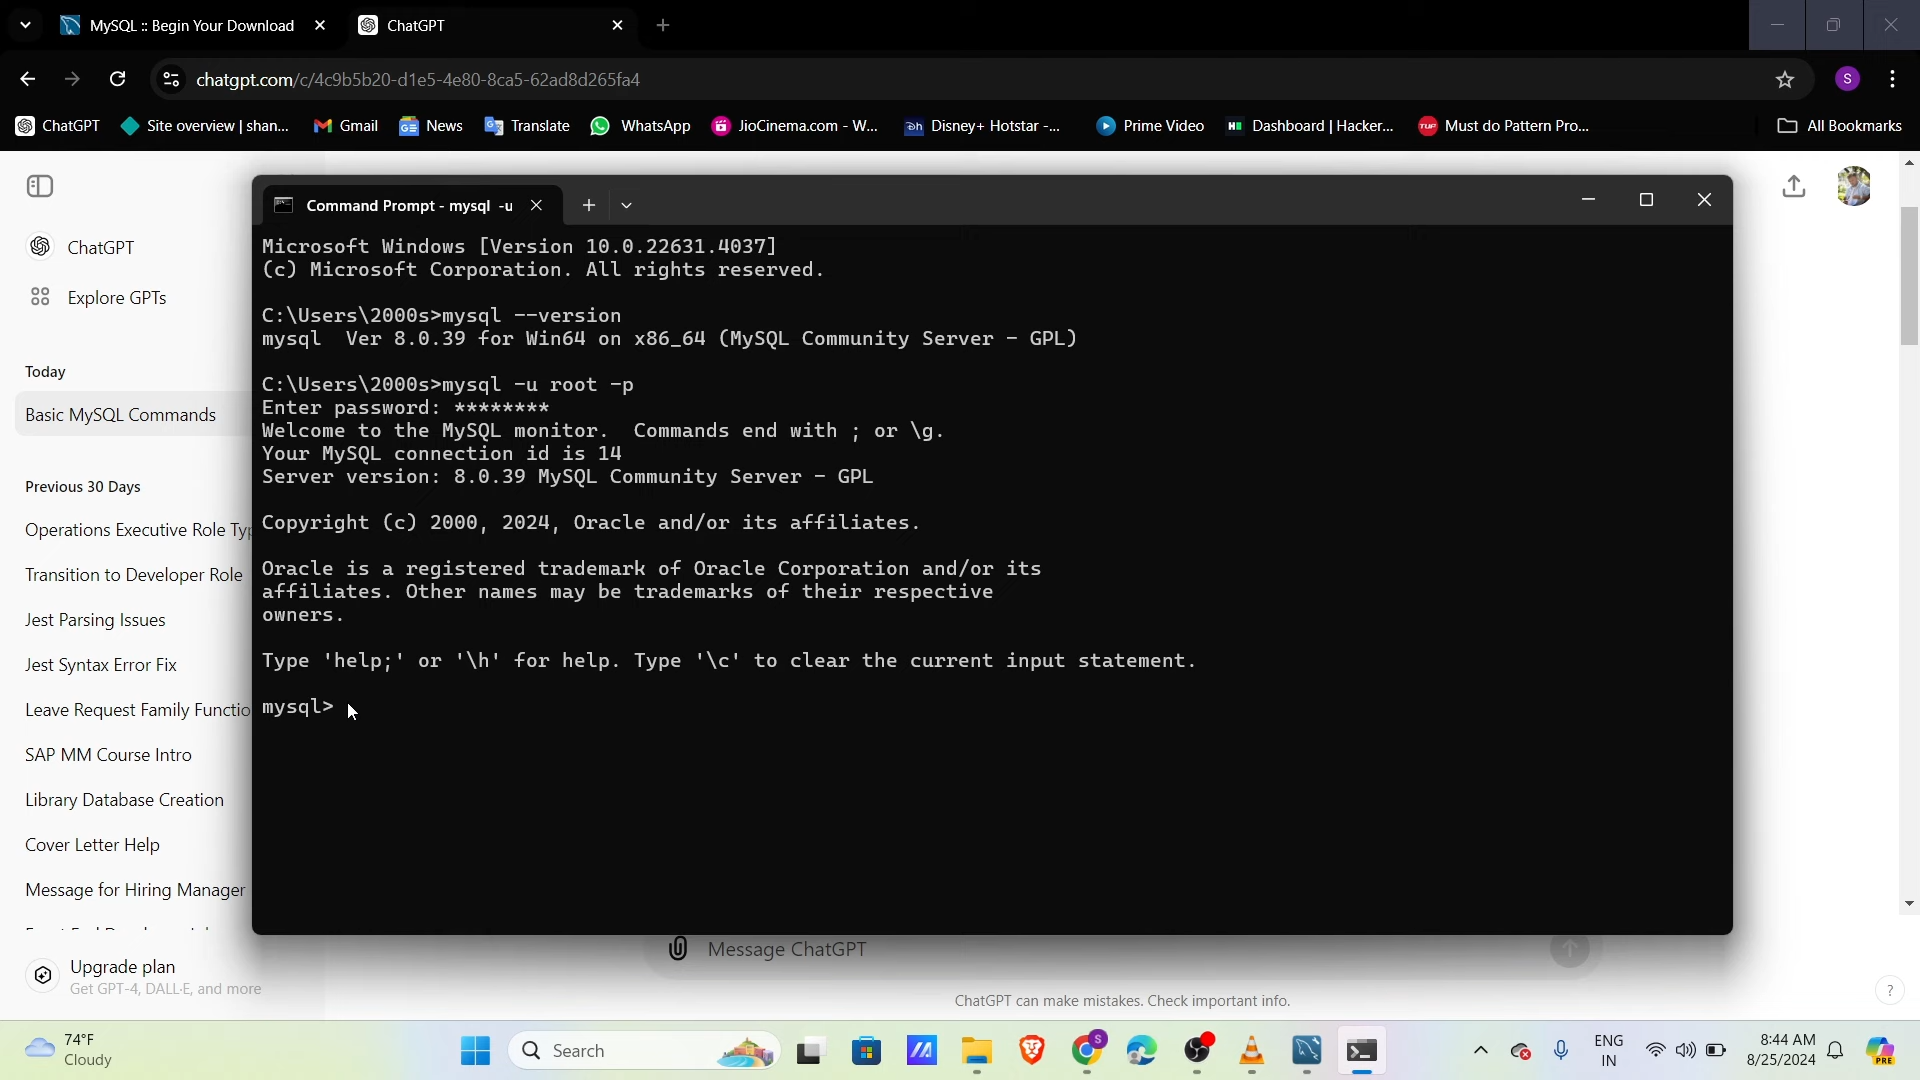 MySQL :: Begin Your Download
ChatGPT
chatgpt.com/c/4c9b5b20-d1e5-4e80-8ca5-62ad8d265fa4
S
ChatGPT
Site overview | shan...
Gmail
News
Translate
WhatsApp
JioCinema.com - W...
Disney+ Hotstar -...
Prime Video
Dashboard | Hacker...
Must do Pattern Pro...
All Bookmarks
Command Prompt - mysql -u
ChatGPT
Explore GPTs
Today
Basic MySQL Commands
Previous 30 Days
Operations Executive Role Typ
Transition to Developer Role
Jest Parsing Issues
Jest Syntax Error Fix
Leave Request Family Functio
SAP MM Course Intro
Library Database Creation
Cover Letter Help
Message for Hiring Manager
Upgrade plan
Get GPT-4, DALL·E, and more
Microsoft Windows [Version 10.0.22631.4037]
(c) Microsoft Corporation. All rights reserved.
C:\Users\2000s>mysql --version
mysql  Ver 8.0.39 for Win64 on x86_64 (MySQL Community Server - GPL)
C:\Users\2000s>mysql -u root -p
Enter password: ********
Welcome to the MySQL monitor.  Commands end with ; or \g.
Your MySQL connection id is 14
Server version: 8.0.39 MySQL Community Server - GPL
Copyright (c) 2000, 2024, Oracle and/or its affiliates.
Oracle is a registered trademark of Oracle Corporation and/or its
affiliates. Other names may be trademarks of their respective
owners.
Type 'help;' or '\h' for help. Type '\c' to clear the current input statement.
mysql>
Message ChatGPT
ChatGPT can make mistakes. Check important info.
?
74°F
Cloudy
Search
S
ENG
IN
8:44 AM
8/25/2024
PRE